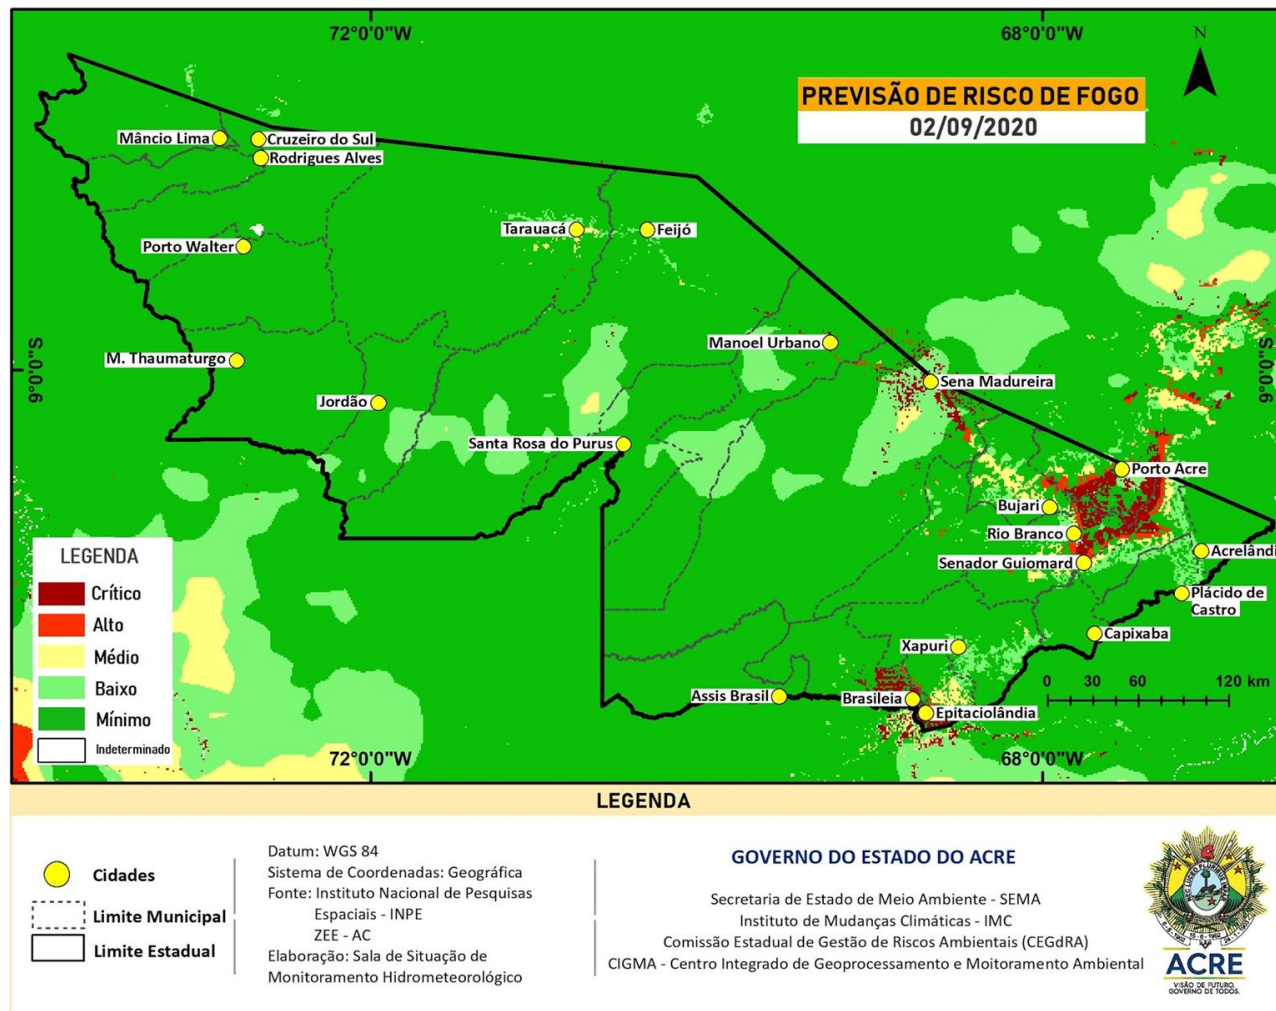 72°0'0"W
68°0'0"W
N
PREVISÃO DE RISCO DE FOGO
02/09/2020
Mâncio Lima
Cruzeiro do Sul
Rodrigues Alves
Porto Walter
Tarauacá
Feijó
M. Thaumaturgo
Manoel Urbano
9°0'0"S
9°0'0"S
Jordão
Sena Madureira
Santa Rosa do Purus
Porto Acre
Bujari
Rio Branco
Acrelândi
Senador Guiomard
Plácido de
Castro
Capixaba
Xapuri
Assis Brasil
Brasileia
Epitaciolândia
0 30 60 120 km
LEGENDA
Crítico
Alto
Médio
Baixo
Mínimo
Indeterminado
72°0'0"W
68°0'0"W
LEGENDA
Cidades
Limite Municipal
Limite Estadual
Datum: WGS 84
Sistema de Coordenadas: Geográfica
Fonte: Instituto Nacional de Pesquisas
Espaciais - INPE
ZEE - AC
Elaboração: Sala de Situação de
Monitoramento Hidrometeorológico
GOVERNO DO ESTADO DO ACRE
Secretaria de Estado de Meio Ambiente - SEMA
Instituto de Mudanças Climáticas - IMC
Comissão Estadual de Gestão de Riscos Ambientais (CEGdRA)
CIGMA - Centro Integrado de Geoprocessamento e Moitoramento Ambiental
ACRE
VISÃO DE FUTURO.
GOVERNO DE TODOS.